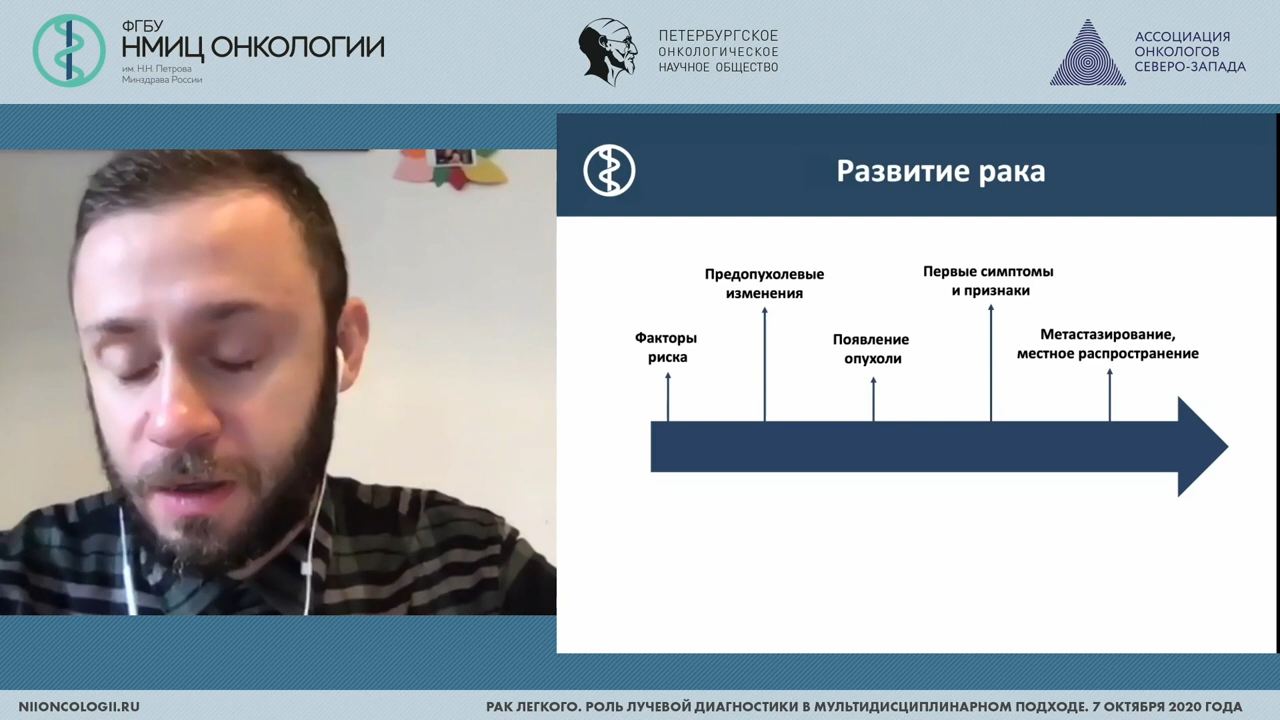 ФГБУ
НМИЦ ОНКОЛОГИИ
им. Н.Н. Петрова
Минздрава России
ПЕТЕРБУРГСКОЕ
ОНКОЛОГИЧЕСКОЕ
НАУЧНОЕ ОБЩЕСТВО
АССОЦИАЦИЯ
ОНКОЛОГОВ
СЕВЕРО-ЗАПАДА
Развитие рака
Факторы
риска
Предопухолевые
изменения
Появление
опухоли
Первые симптомы
и признаки
Метастазирование,
местное распространение
NIIONCOLOGII.RU
РАК ЛЕГКОГО. РОЛЬ ЛУЧЕВОЙ ДИАГНОСТИКИ В МУЛЬТИДИСЦИПЛИНАРНОМ ПОДХОДЕ. 7 ОКТЯБРЯ 2020 ГОДА